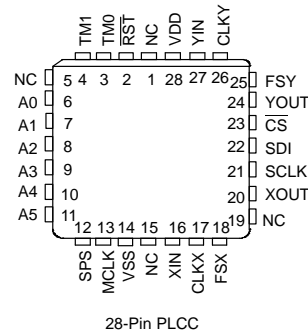 TM1 TM0 R̅S̅T̅ NC VDD YIN CLKY
4 3 2 1 28 27 26
NC 5 25 FSY
A0 6 24 YOUT
A1 7 23 C̅S̅
A2 8 22 SDI
A3 9 21 SCLK
A4 10 20 XOUT
A5 11 19 NC
12 13 14 15 16 17 18
SPS MCLK VSS NC XIN CLKX FSX
28-Pin PLCC